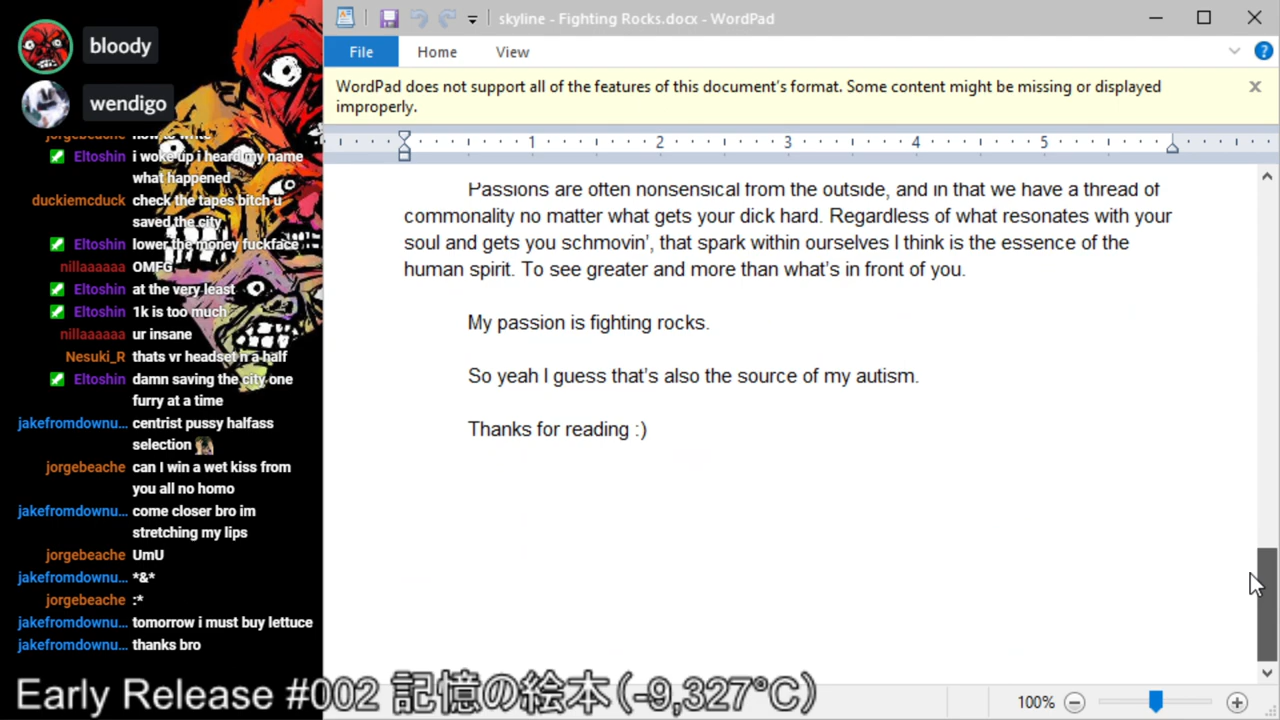 bloody
wendigo
jorgebeache how to write
Eltoshin i woke up i heard my name
what happened
duckiemcduck check the tapes bitch u
saved the city
Eltoshin lower the money fuckface
nillaaaaaa OMFG
Eltoshin at the very least
Eltoshin 1k is too much
nillaaaaaa ur insane
Nesuki_R thats vr headset n a half
Eltoshin damn saving the city one
furry at a time
jakefromdownu... centrist pussy halfass
selection
jorgebeache can I win a wet kiss from
you all no homo
jakefromdownu... come closer bro im
stretching my lips
jorgebeache UmU
jakefromdownu... *&*
jorgebeache :*
jakefromdownu... tomorrow i must buy lettuce
jakefromdownu... thanks bro
skyline - Fighting Rocks.docx - WordPad
File Home View
WordPad does not support all of the features of this document's format. Some content might be missing or displayed
improperly.
1 2 3 4 5
Passions are often nonsensical from the outside, and in that we have a thread of
commonality no matter what gets your dick hard. Regardless of what resonates with your
soul and gets you schmovin', that spark within ourselves I think is the essence of the
human spirit. To see greater and more than what's in front of you.
My passion is fighting rocks.
So yeah I guess that's also the source of my autism.
Thanks for reading :)
100%
Early Release #002 記憶の絵本(-9,327°C)